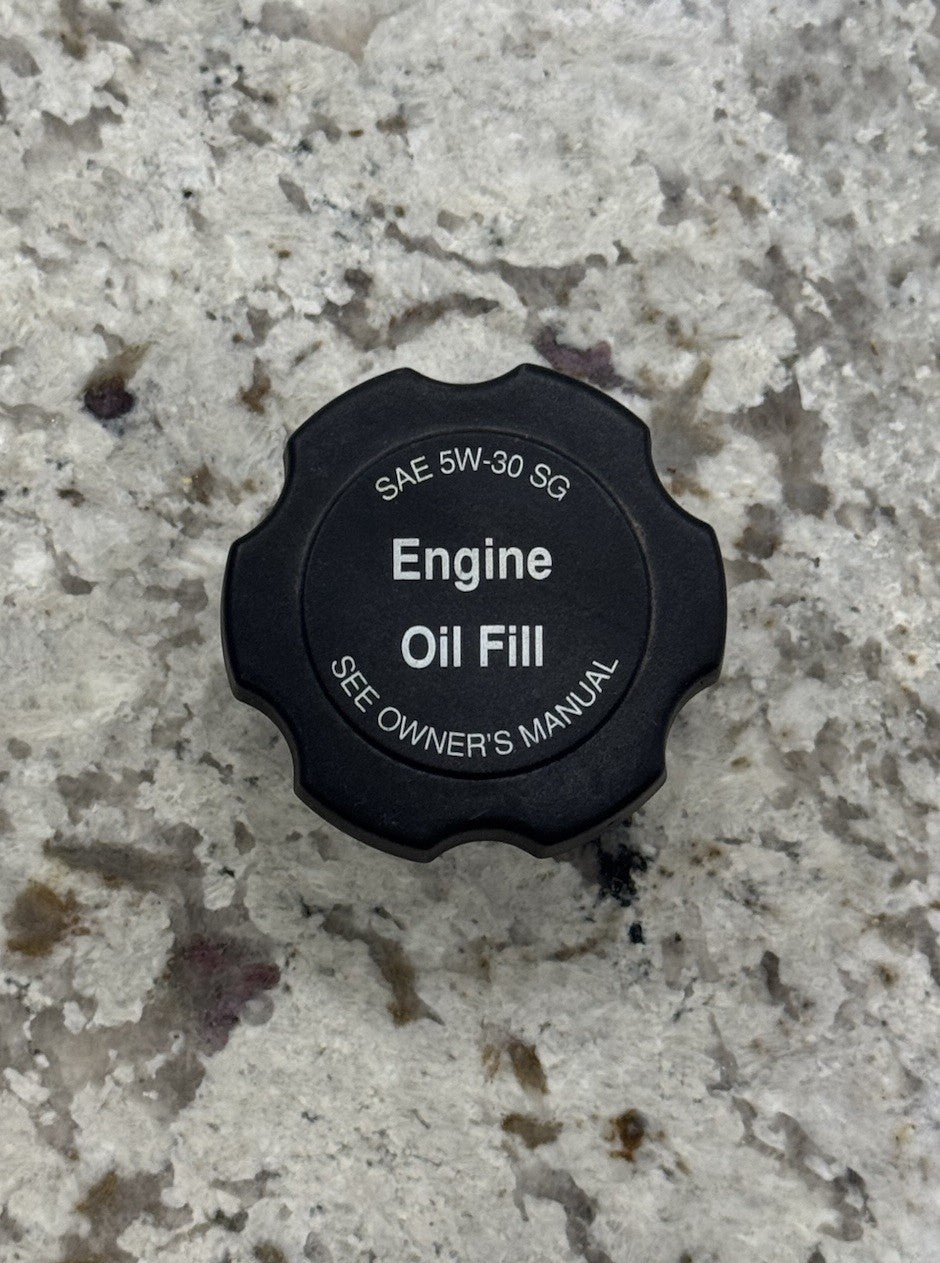 SAE 5W-30 SG
Engine
Oil Fill
SEE OWNER'S MANUAL